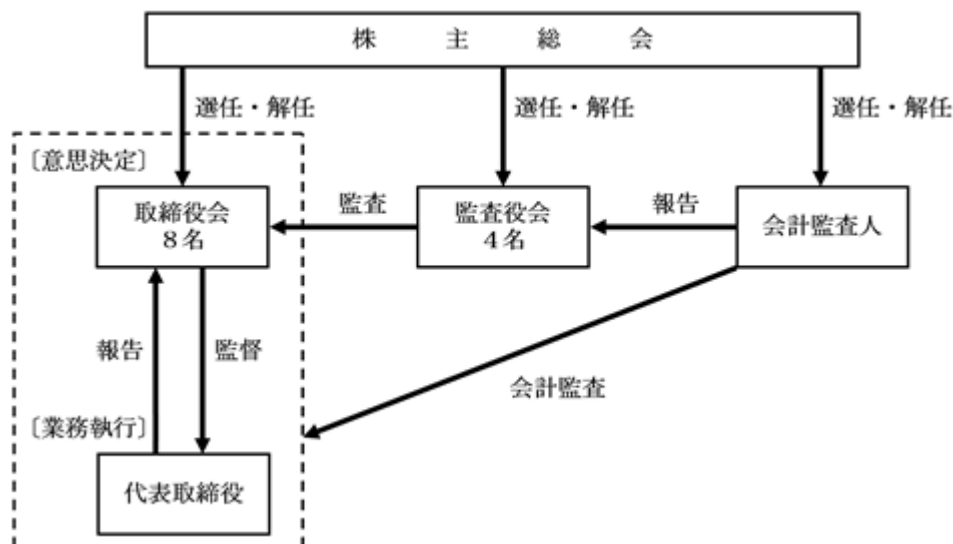 株主総会
選任・解任
選任・解任
選任・解任
〔意思決定〕
取締役会
8名
監査
監査役会
4名
報告
会計監査人
報告
監督
会計監査
〔業務執行〕
代表取締役